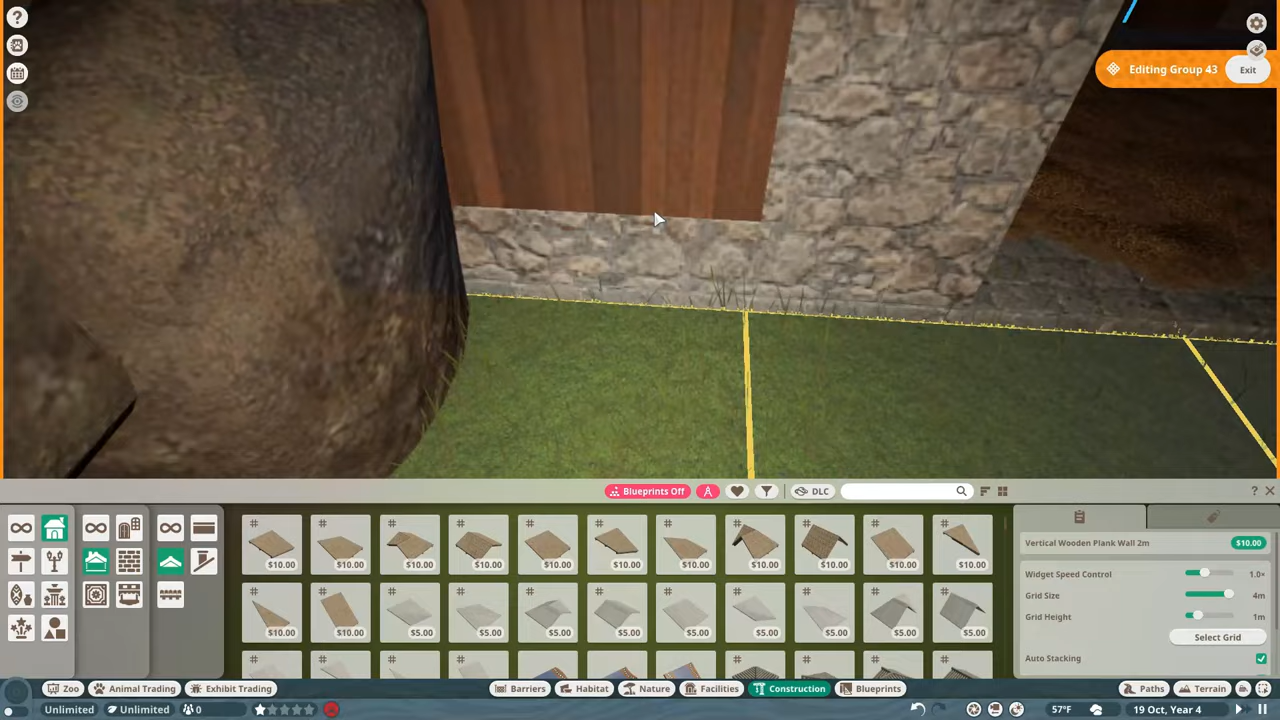 ?
Editing Group 43
Exit
Blueprints Off
DLC
? ×
$10.00 $10.00 $10.00 $10.00 $10.00 $10.00 $10.00 $10.00 $10.00 $10.00 $10.00
$10.00 $10.00 $5.00 $5.00 $5.00 $5.00 $5.00 $5.00 $5.00 $5.00 $5.00
Vertical Wooden Plank Wall 2m $10.00
Widget Speed Control 1.0×
Grid Size 4m
Grid Height 1m
Select Grid
Auto Stacking
Zoo Animal Trading Exhibit Trading Barriers Habitat Nature Facilities Construction Blueprints Paths Terrain
Unlimited Unlimited 0 57°F 19 Oct, Year 4